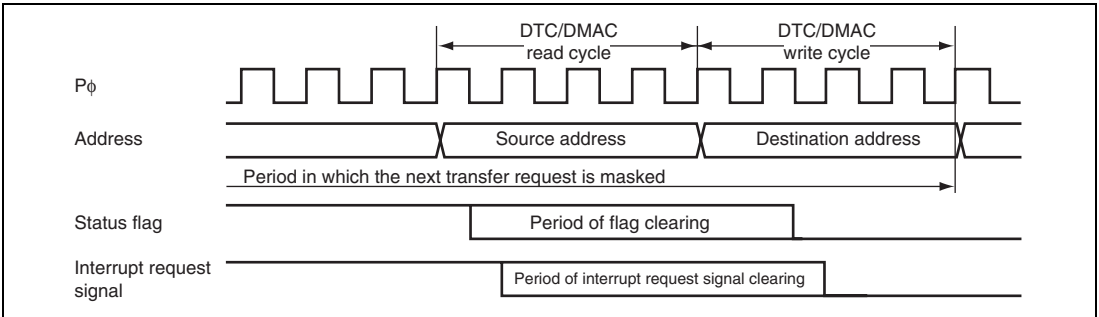 DTC/DMAC
read cycle
DTC/DMAC
write cycle
Pϕ
Address
Source address
Destination address
Period in which the next transfer request is masked
Status flag
Period of flag clearing
Interrupt request
signal
Period of interrupt request signal clearing